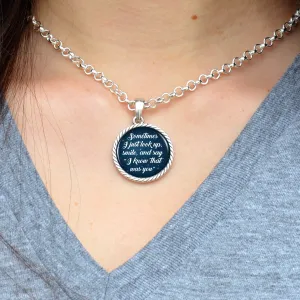 Sometimes
I just look up,
smile, and say
"I know that
was you"